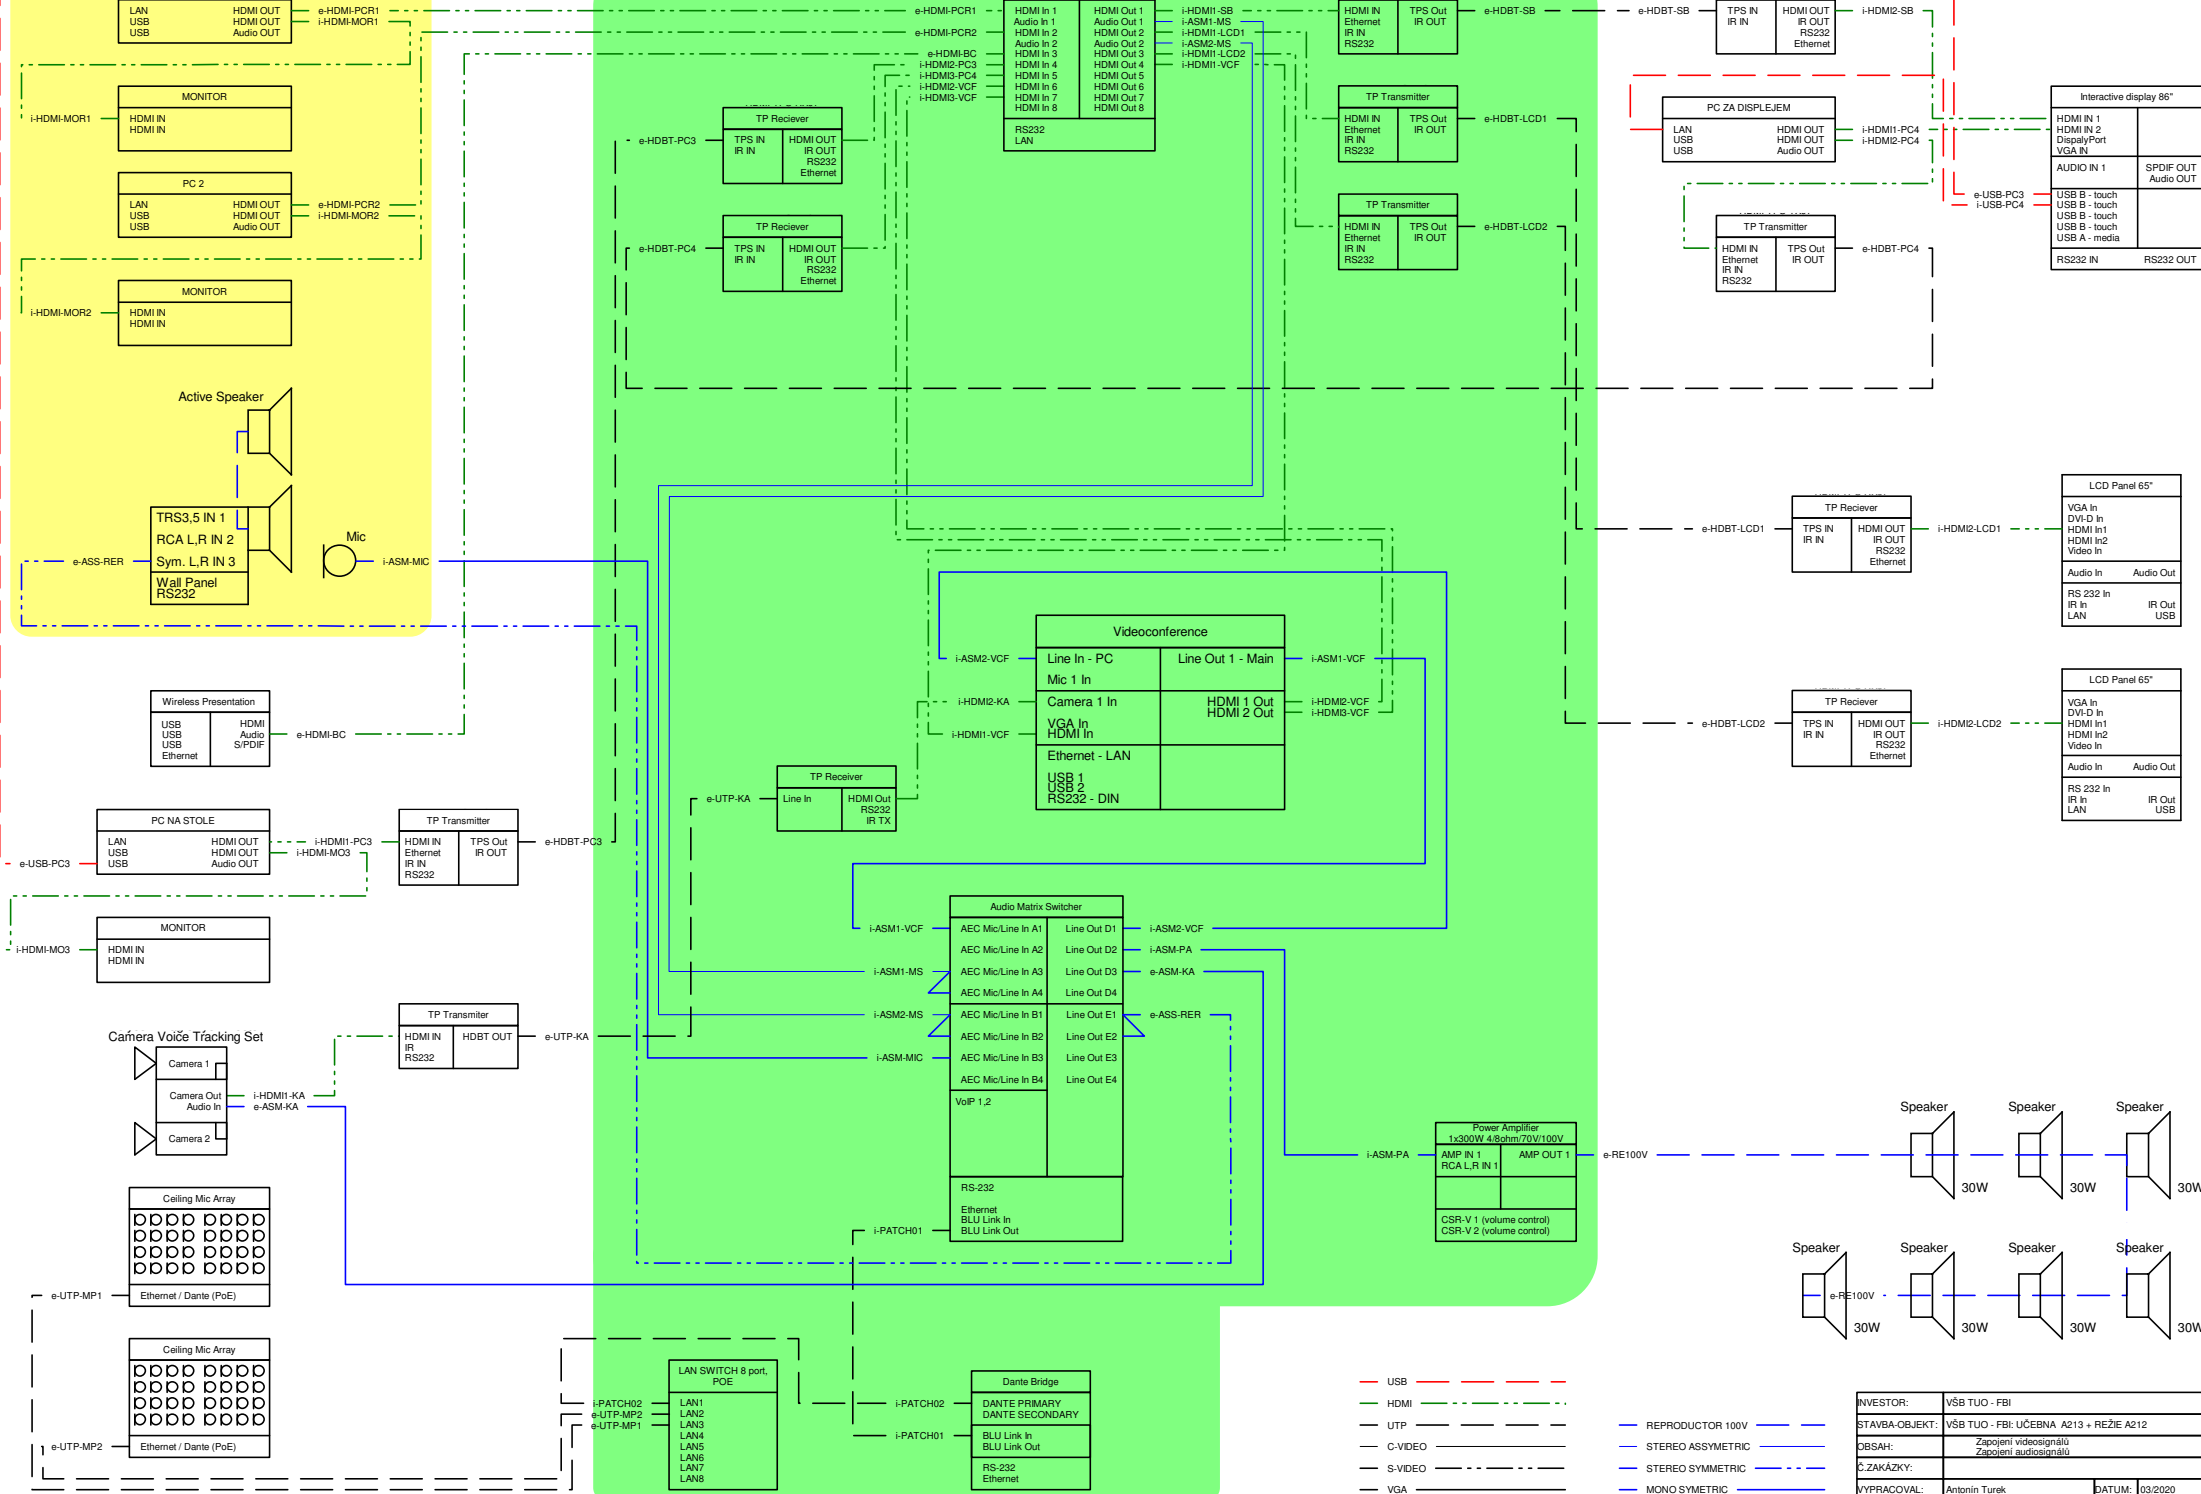 LAN HDMI OUT
USB HDMI OUT
USB Audio OUT
e-HDMI-PCR1
i-HDMI-MOR1
MONITOR
i-HDMI-MOR1
HDMI IN
HDMI IN
PC 2
LAN HDMI OUT
USB HDMI OUT
USB Audio OUT
e-HDMI-PCR2
i-HDMI-MOR2
MONITOR
i-HDMI-MOR2
HDMI IN
HDMI IN
Active Speaker
TRS3,5 IN 1
RCA L,R IN 2
Sym. L,R IN 3
Wall Panel
RS232
e-ASS-RER
Mic
i-ASM-MIC
Wireless Presentation
USB HDMI
USB Audio
USB S/PDIF
Ethernet
e-HDMI-BC
PC NA STOLE
LAN HDMI OUT
USB HDMI OUT
USB Audio OUT
e-USB-PC3
i-HDMI1-PC3
i-HDMI-MO3
TP Transmitter
HDMI IN TPS Out
Ethernet IR OUT
IR IN
RS232
e-HDBT-PC3
MONITOR
i-HDMI-MO3
HDMI IN
HDMI IN
TP Transmiter
HDMI IN HDBT OUT
IR
RS232
e-UTP-KA
Camera Voice Tracking Set
Camera 1
Camera Out
Audio In
Camera 2
i-HDMI1-KA
e-ASM-KA
Ceiling Mic Array
Ethernet / Dante (PoE)
e-UTP-MP1
Ceiling Mic Array
Ethernet / Dante (PoE)
e-UTP-MP2
e-HDMI-PCR1
e-HDMI-PCR2
e-HDMI-BC
i-HDMI2-PC3
i-HDMI3-PC4
i-HDMI2-VCF
i-HDMI3-VCF
HDMI In 1 HDMI Out 1
Audio In 1 Audio Out 1
HDMI In 2 HDMI Out 2
Audio In 2 Audio Out 2
HDMI In 3 HDMI Out 3
HDMI In 4 HDMI Out 4
HDMI In 5 HDMI Out 5
HDMI In 6 HDMI Out 6
HDMI In 7 HDMI Out 7
HDMI In 8 HDMI Out 8
RS232
LAN
i-HDMI1-SB
i-ASM1-MS
i-HDMI1-LCD1
i-ASM2-MS
i-HDMI1-LCD2
i-HDMI1-VCF
TP Reciever
TPS IN HDMI OUT
IR IN IR OUT
RS232
Ethernet
e-HDBT-PC3
TP Reciever
TPS IN HDMI OUT
IR IN IR OUT
RS232
Ethernet
e-HDBT-PC4
HDMI IN TPS Out
Ethernet IR OUT
IR IN
RS232
e-HDBT-SB
TP Transmitter
HDMI IN TPS Out
Ethernet IR OUT
IR IN
RS232
e-HDBT-LCD1
TP Transmitter
HDMI IN TPS Out
Ethernet IR OUT
IR IN
RS232
e-HDBT-LCD2
Videoconference
Line In - PC Line Out 1 - Main
Mic 1 In
Camera 1 In HDMI 1 Out
HDMI 2 Out
VGA In
HDMI In
Ethernet - LAN
USB 1
USB 2
RS232 - DIN
i-ASM2-VCF
i-HDMI2-KA
i-HDMI1-VCF
i-ASM1-VCF
i-HDMI2-VCF
i-HDMI3-VCF
TP Receiver
Line In HDMI Out
RS232
IR TX
e-UTP-KA
Audio Matrix Switcher
AEC Mic/Line In A1 Line Out D1
AEC Mic/Line In A2 Line Out D2
AEC Mic/Line In A3 Line Out D3
AEC Mic/Line In A4 Line Out D4
AEC Mic/Line In B1 Line Out E1
AEC Mic/Line In B2 Line Out E2
AEC Mic/Line In B3 Line Out E3
AEC Mic/Line In B4 Line Out E4
VoIP 1,2
RS-232
Ethernet
BLU Link In
BLU Link Out
i-ASM1-VCF
i-ASM1-MS
i-ASM2-MS
i-ASM-MIC
i-PATCH01
i-ASM2-VCF
i-ASM-PA
e-ASM-KA
e-ASS-RER
Power Amplifier
1x300W 4/8ohm/70V/100V
AMP IN 1 AMP OUT 1
RCA L,R IN 1
CSR-V 1 (volume control)
CSR-V 2 (volume control)
i-ASM-PA
e-RE100V
LAN SWITCH 8 port,
POE
LAN1
LAN2
LAN3
LAN4
LAN5
LAN6
LAN7
LAN8
i-PATCH02
e-UTP-MP2
e-UTP-MP1
Dante Bridge
DANTE PRIMARY
DANTE SECONDARY
BLU Link In
BLU Link Out
RS-232
Ethernet
i-PATCH02
i-PATCH01
e-HDBT-SB
TPS IN HDMI OUT
IR IN IR OUT
RS232
Ethernet
i-HDMI2-SB
PC ZA DISPLEJEM
LAN HDMI OUT
USB HDMI OUT
USB Audio OUT
i-HDMI1-PC4
i-HDMI2-PC4
Interactive display 86"
HDMI IN 1
HDMI IN 2
DispalyPort
VGA IN
AUDIO IN 1 SPDIF OUT
Audio OUT
USB B - touch
USB B - touch
USB B - touch
USB B - touch
USB A - media
RS232 IN RS232 OUT
e-USB-PC3
i-USB-PC4
TP Transmitter
HDMI IN TPS Out
Ethernet IR OUT
IR IN
RS232
e-HDBT-PC4
e-HDBT-LCD1
TP Reciever
TPS IN HDMI OUT
IR IN IR OUT
RS232
Ethernet
i-HDMI2-LCD1
LCD Panel 65"
VGA In
DVI-D In
HDMI In1
HDMI In2
Video In
Audio In Audio Out
RS 232 In
IR In IR Out
LAN USB
e-HDBT-LCD2
TP Reciever
TPS IN HDMI OUT
IR IN IR OUT
RS232
Ethernet
i-HDMI2-LCD2
LCD Panel 65"
VGA In
DVI-D In
HDMI In1
HDMI In2
Video In
Audio In Audio Out
RS 232 In
IR In IR Out
LAN USB
Speaker Speaker Speaker
30W 30W 30W
Speaker Speaker Speaker Speaker
e-RE100V
30W 30W 30W 30W
USB
HDMI
UTP
C-VIDEO
S-VIDEO
VGA
REPRODUCTOR 100V
STEREO ASSYMETRIC
STEREO SYMMETRIC
MONO SYMETRIC
INVESTOR: VŠB TUO - FBI
STAVBA-OBJEKT: VŠB TUO - FBI: UČEBNA A213 + REŽIE A212
OBSAH: Zapojení videosignálů
Zapojení audiosignálů
Č.ZAKÁZKY:
VYPRACOVAL: Antonín Turek DATUM: 03/2020